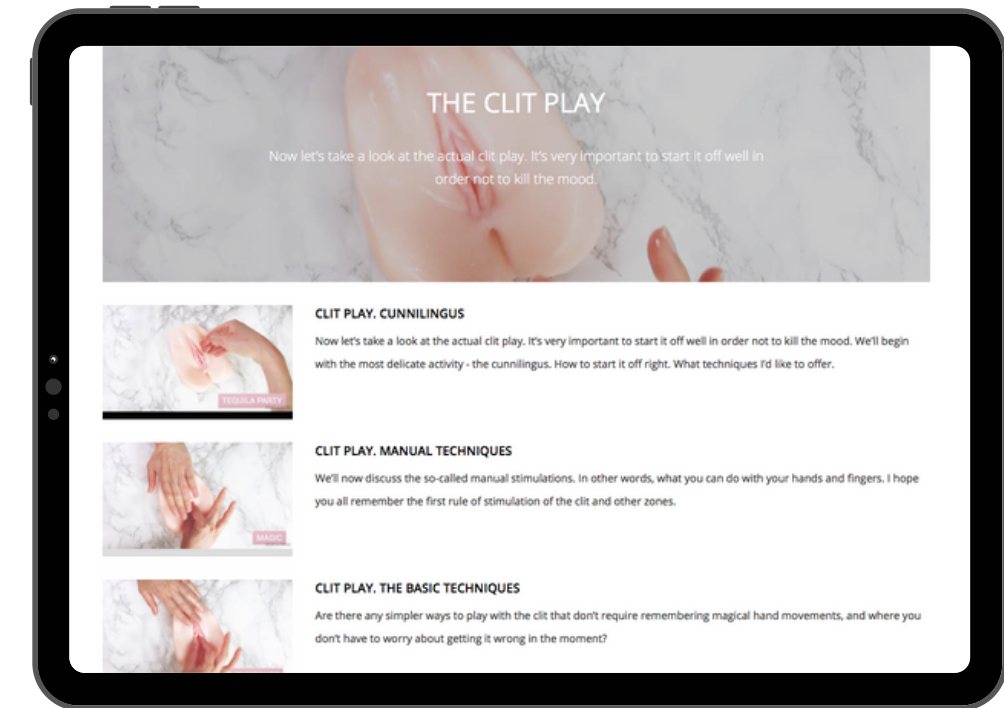 THE CLIT PLAY
Now let's take a look at the actual clit play. It's very important to start it off well in
order not to kill the mood.
CLIT PLAY. CUNNILINGUS
Now let's take a look at the actual clit play. It's very important to start it off well in order not to kill the mood. We'll begin
with the most delicate activity - the cunnilingus. How to start it off right. What techniques I'd like to offer.
TEQUILA PARTY
CLIT PLAY. MANUAL TECHNIQUES
We'll now discuss the so-called manual stimulations. In other words, what you can do with your hands and fingers. I hope
you all remember the first rule of stimulation of the clit and other zones.
MAGIC
CLIT PLAY. THE BASIC TECHNIQUES
Are there any simpler ways to play with the clit that don't require remembering magical hand movements, and where you
don't have to worry about getting it wrong in the moment?